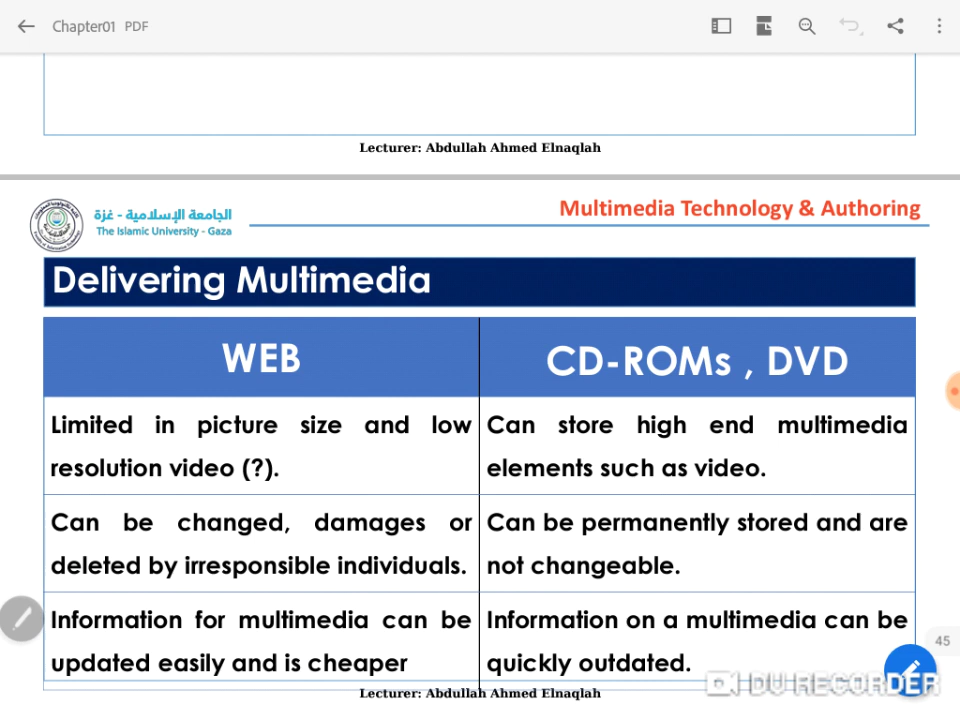 Chapter01 PDF
Lecturer: Abdullah Ahmed Elnaqlah
الجامعة الإسلامية - غزة
The Islamic University - Gaza
Multimedia Technology & Authoring
Delivering Multimedia
WEB
CD-ROMs , DVD
Limited in picture size and low
resolution video (?).
Can store high end multimedia
elements such as video.
Can be changed, damages or
deleted by irresponsible individuals.
Can be permanently stored and are
not changeable.
Information for multimedia can be
updated easily and is cheaper
Information on a multimedia can be
quickly outdated.
45
Lecturer: Abdullah Ahmed Elnaqlah
DU RECORDER